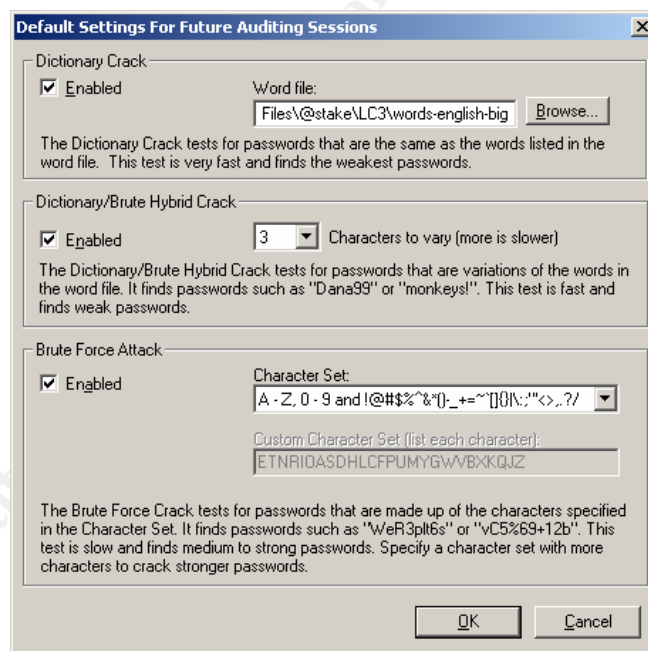 Default Settings For Future Auditing Sessions
Dictionary Crack
Enabled
Word file:
Files\@stake\LC3\words-english-big
Browse...
The Dictionary Crack tests for passwords that are the same as the words listed in the
word file. This test is very fast and finds the weakest passwords.
Dictionary/Brute Hybrid Crack
Enabled
3
Characters to vary (more is slower)
The Dictionary/Brute Hybrid Crack tests for passwords that are variations of the words in
the word file. It finds passwords such as "Dana99" or "monkeys!". This test is fast and
finds weak passwords.
Brute Force Attack
Enabled
Character Set:
A - Z, 0 - 9 and !@#$%^&*()-_+=~`[]{}|\:;"'<>,.?/
Custom Character Set (list each character):
ETNRIOASDHLCFPUMYGWVBXKQJZ
The Brute Force Crack tests for passwords that are made up of the characters specified
in the Character Set. It finds passwords such as "WeR3plt6s" or "vC5%69+12b". This
test is slow and finds medium to strong passwords. Specify a character set with more
characters to crack stronger passwords.
OK
Cancel